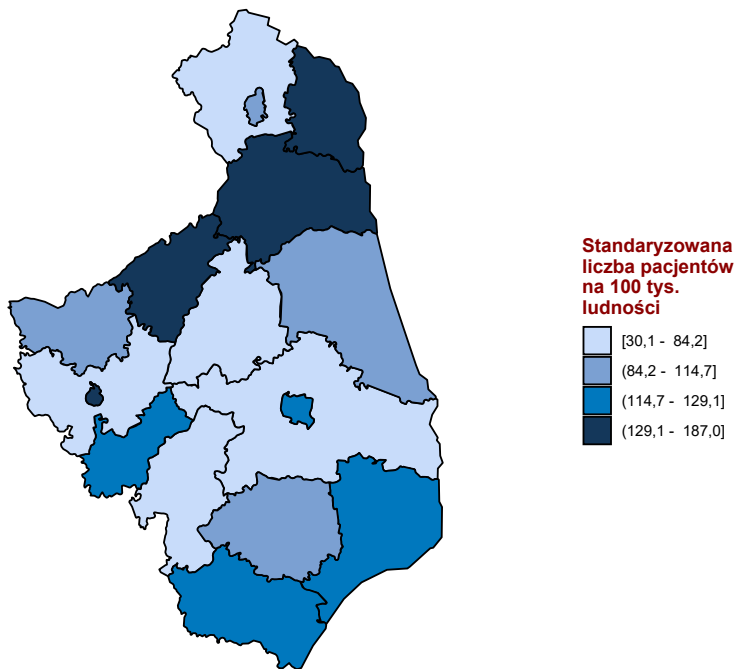 Standaryzowana
liczba pacjentów
na 100 tys.
ludności
[30,1 - 84,2]
(84,2 - 114,7]
(114,7 - 129,1]
(129,1 - 187,0]